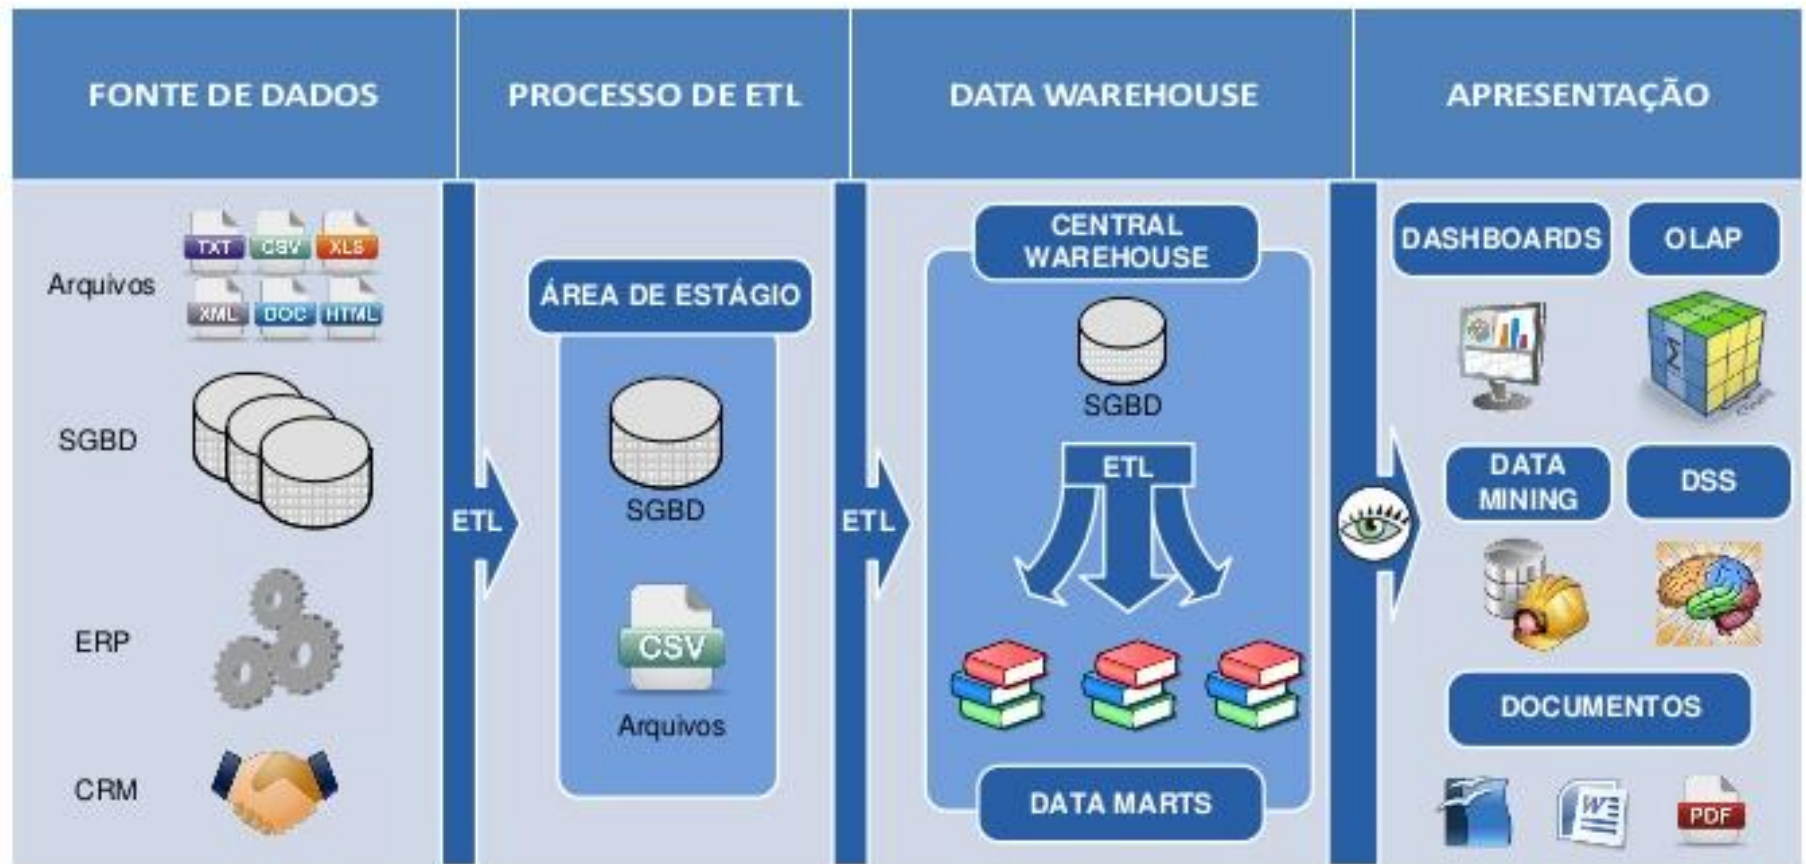 FONTE DE DADOS
PROCESSO DE ETL
DATA WAREHOUSE
APRESENTAÇÃO
Arquivos
TXT
CSV
XLS
XML
DOC
HTML
SGBD
ERP
CRM
ETL
ÁREA DE ESTÁGIO
SGBD
CSV
Arquivos
ETL
CENTRAL
WAREHOUSE
SGBD
ETL
DATA MARTS
DASHBOARDS
OLAP
Σ
DATA
MINING
DSS
DOCUMENTOS
W
PDF